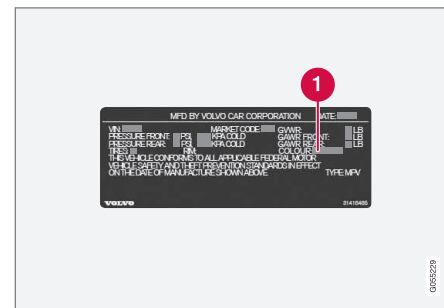 1
MFD BY VOLVO CAR CORPORATION DATE:
VIN: MARKET CODE: GVWR: LB
PRESSURE FRONT: PSI, KPA COLD GAWR FRONT: LB
PRESSURE REAR: PSI, KPA COLD GAWR REAR: LB
TIRES: RIM: COLOUR:
THIS VEHICLE CONFORMS TO ALL APPLICABLE FEDERAL MOTOR
VEHICLE SAFETY AND THEFT PREVENTION STANDARDS IN EFFECT
ON THE DATE OF MANUFACTURE SHOWN ABOVE. TYPE: MPV
VOLVO 31418485
G055229